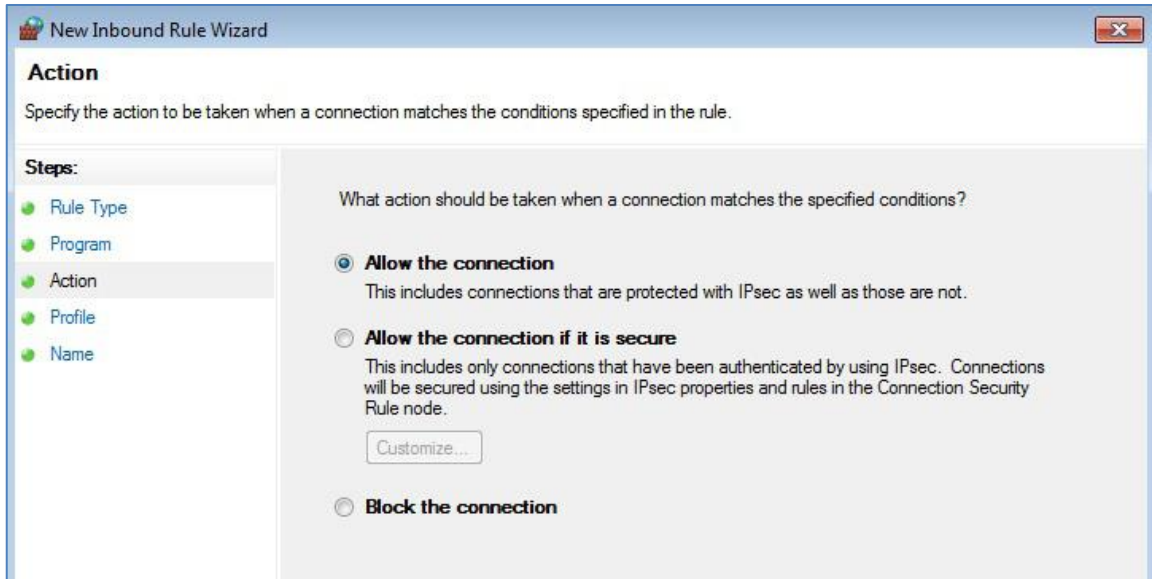 New Inbound Rule Wizard
Action
Specify the action to be taken when a connection matches the conditions specified in the rule.
Steps:
Rule Type
Program
Action
Profile
Name
What action should be taken when a connection matches the specified conditions?
Allow the connection
This includes connections that are protected with IPsec as well as those are not.
Allow the connection if it is secure
This includes only connections that have been authenticated by using IPsec. Connections
will be secured using the settings in IPsec properties and rules in the Connection Security
Rule node.
Customize...
Block the connection